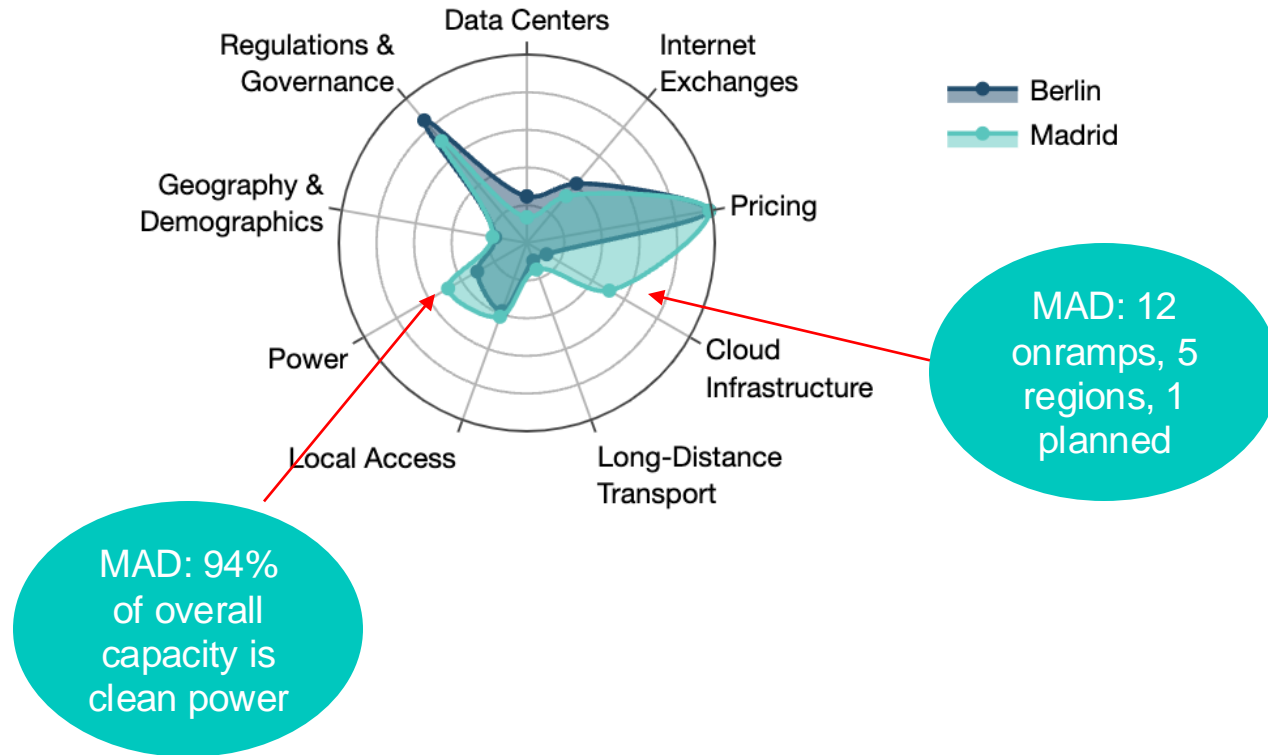 Data Centers
Regulations &
Governance
Internet
Exchanges
Berlin
Madrid
Geography &
Demographics
Pricing
Power
Cloud
Infrastructure
Local Access
Long-Distance
Transport
MAD: 12
onramps, 5
regions, 1
planned
MAD: 94%
of overall
capacity is
clean power